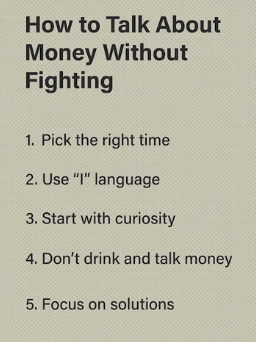 How to Talk About
Money Without
Fighting
1. Pick the right time
2. Use “I” language
3. Start with curiosity
4. Don’t drink and talk money
5. Focus on solutions